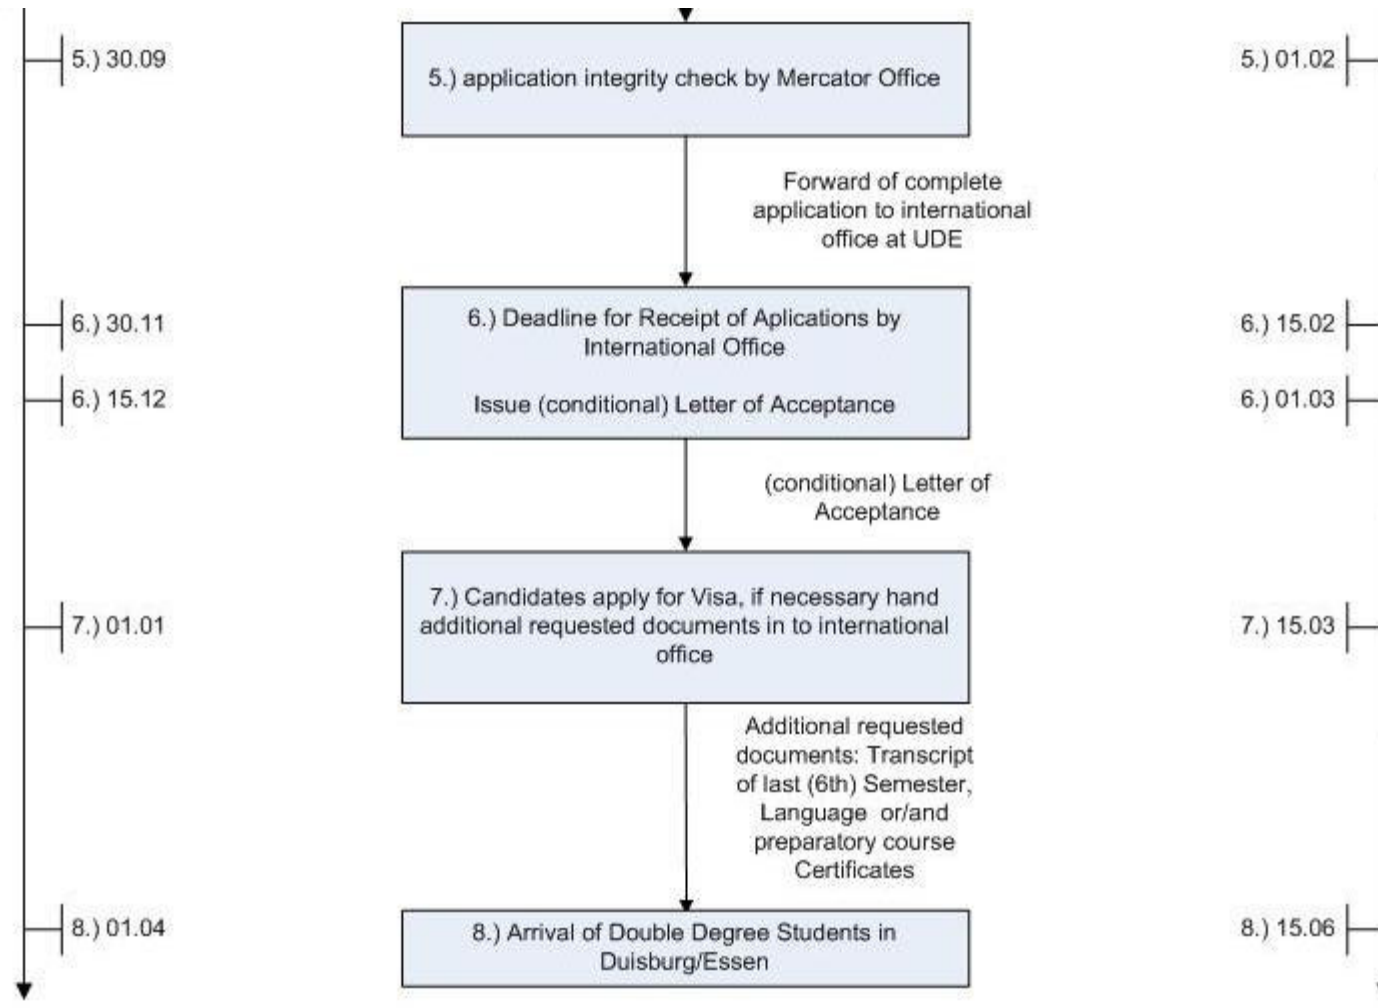 5.) 30.09
5.) application integrity check by Mercator Office
5.) 01.02
Forward of complete
application to international
office at UDE
6.) 30.11
6.) Deadline for Receipt of Aplications by
International Office
6.) 15.02
6.) 15.12
Issue (conditional) Letter of Acceptance
6.) 01.03
(conditional) Letter of
Acceptance
7.) 01.01
7.) Candidates apply for Visa, if necessary hand
additional requested documents in to international
office
7.) 15.03
Additional requested
documents: Transcript
of last (6th) Semester,
Language or/and
preparatory course
Certificates
8.) 01.04
8.) Arrival of Double Degree Students in
Duisburg/Essen
8.) 15.06